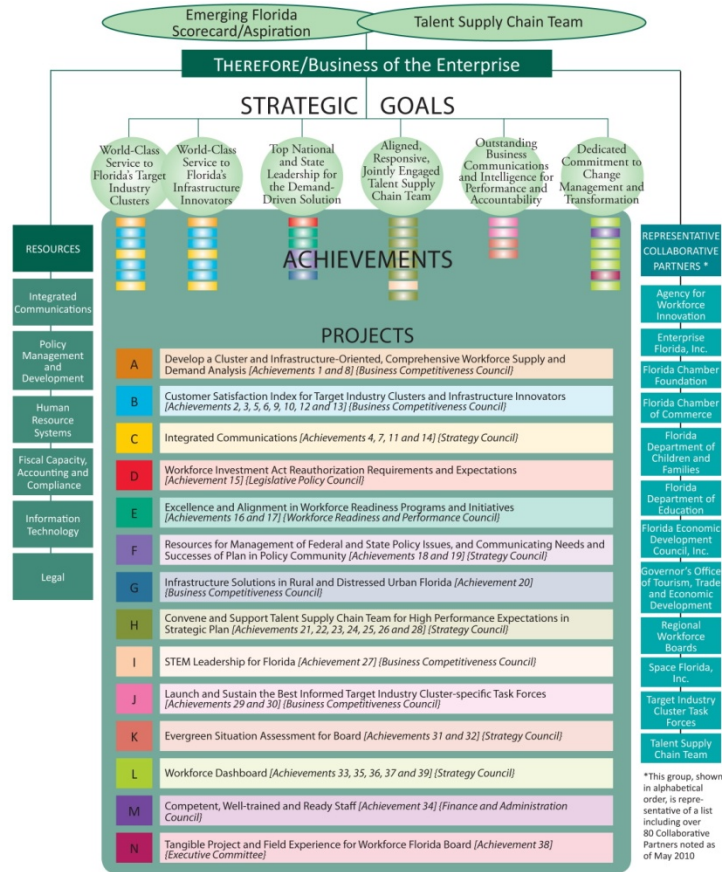 Emerging Florida
Scorecard/Aspiration
Talent Supply Chain Team
THEREFORE/Business of the Enterprise
STRATEGIC GOALS
World-Class
Service to
Florida's Target
Industry
Clusters
World-Class
Service to
Florida's
Infrastructure
Innovators
Top National
and State
Leadership for
the Demand-
Driven Solution
Aligned,
Responsive,
Jointly Engaged
Talent Supply
Chain Team
Outstanding
Business
Communications
and Intelligence for
Performance and
Accountability
Dedicated
Commitment to
Change
Management and
Transformation
RESOURCES
Integrated
Communications
Policy
Management
and
Development
Human
Resource
Systems
Fiscal Capacity,
Accounting and
Compliance
Information
Technology
Legal
ACHIEVEMENTS
PROJECTS
A
Develop a Cluster and Infrastructure-Oriented, Comprehensive Workforce Supply and
Demand Analysis [Achievements 1 and 8] {Business Competitiveness Council}
B
Customer Satisfaction Index for Target Industry Clusters and Infrastructure Innovators
[Achievements 2, 3, 5, 6, 9, 10, 12 and 13] {Business Competitiveness Council}
C
Integrated Communications [Achievements 4, 7, 11 and 14] {Strategy Council}
D
Workforce Investment Act Reauthorization Requirements and Expectations
[Achievement 15] {Legislative Policy Council}
E
Excellence and Alignment in Workforce Readiness Programs and Initiatives
[Achievements 16 and 17] {Workforce Readiness and Performance Council}
F
Resources for Management of Federal and State Policy Issues, and Communicating Needs and
Successes of Plan in Policy Community [Achievements 18 and 19] {Strategy Council}
G
Infrastructure Solutions in Rural and Distressed Urban Florida [Achievement 20]
{Business Competitiveness Council}
H
Convene and Support Talent Supply Chain Team for High Performance Expectations in
Strategic Plan [Achievements 21, 22, 23, 24, 25, 26 and 28] {Strategy Council}
I
STEM Leadership for Florida [Achievement 27] {Business Competitiveness Council}
J
Launch and Sustain the Best Informed Target Industry Cluster-specific Task Forces
[Achievements 29 and 30] {Business Competitiveness Council}
K
Evergreen Situation Assessment for Board [Achievements 31 and 32] {Strategy Council}
L
Workforce Dashboard [Achievements 33, 35, 36, 37 and 39] {Strategy Council}
M
Competent, Well-trained and Ready Staff [Achievement 34] {Finance and Administration
Council}
N
Tangible Project and Field Experience for Workforce Florida Board [Achievement 38]
{Executive Committee}
REPRESENTATIVE
COLLABORATIVE
PARTNERS *
Agency for
Workforce
Innovation
Enterprise
Florida, Inc.
Florida Chamber
Foundation
Florida Chamber
of Commerce
Florida
Department of
Children and
Families
Florida
Department of
Education
Florida Economic
Development
Council, Inc.
Governor's Office
of Tourism, Trade
and Economic
Development
Regional
Workforce
Boards
Space Florida,
Inc.
Target Industry
Cluster Task
Forces
Talent Supply
Chain Team
*This group, shown
in alphabetical
order, is repre-
sentative of a list
including over
80 Collaborative
Partners noted as
of May 2010